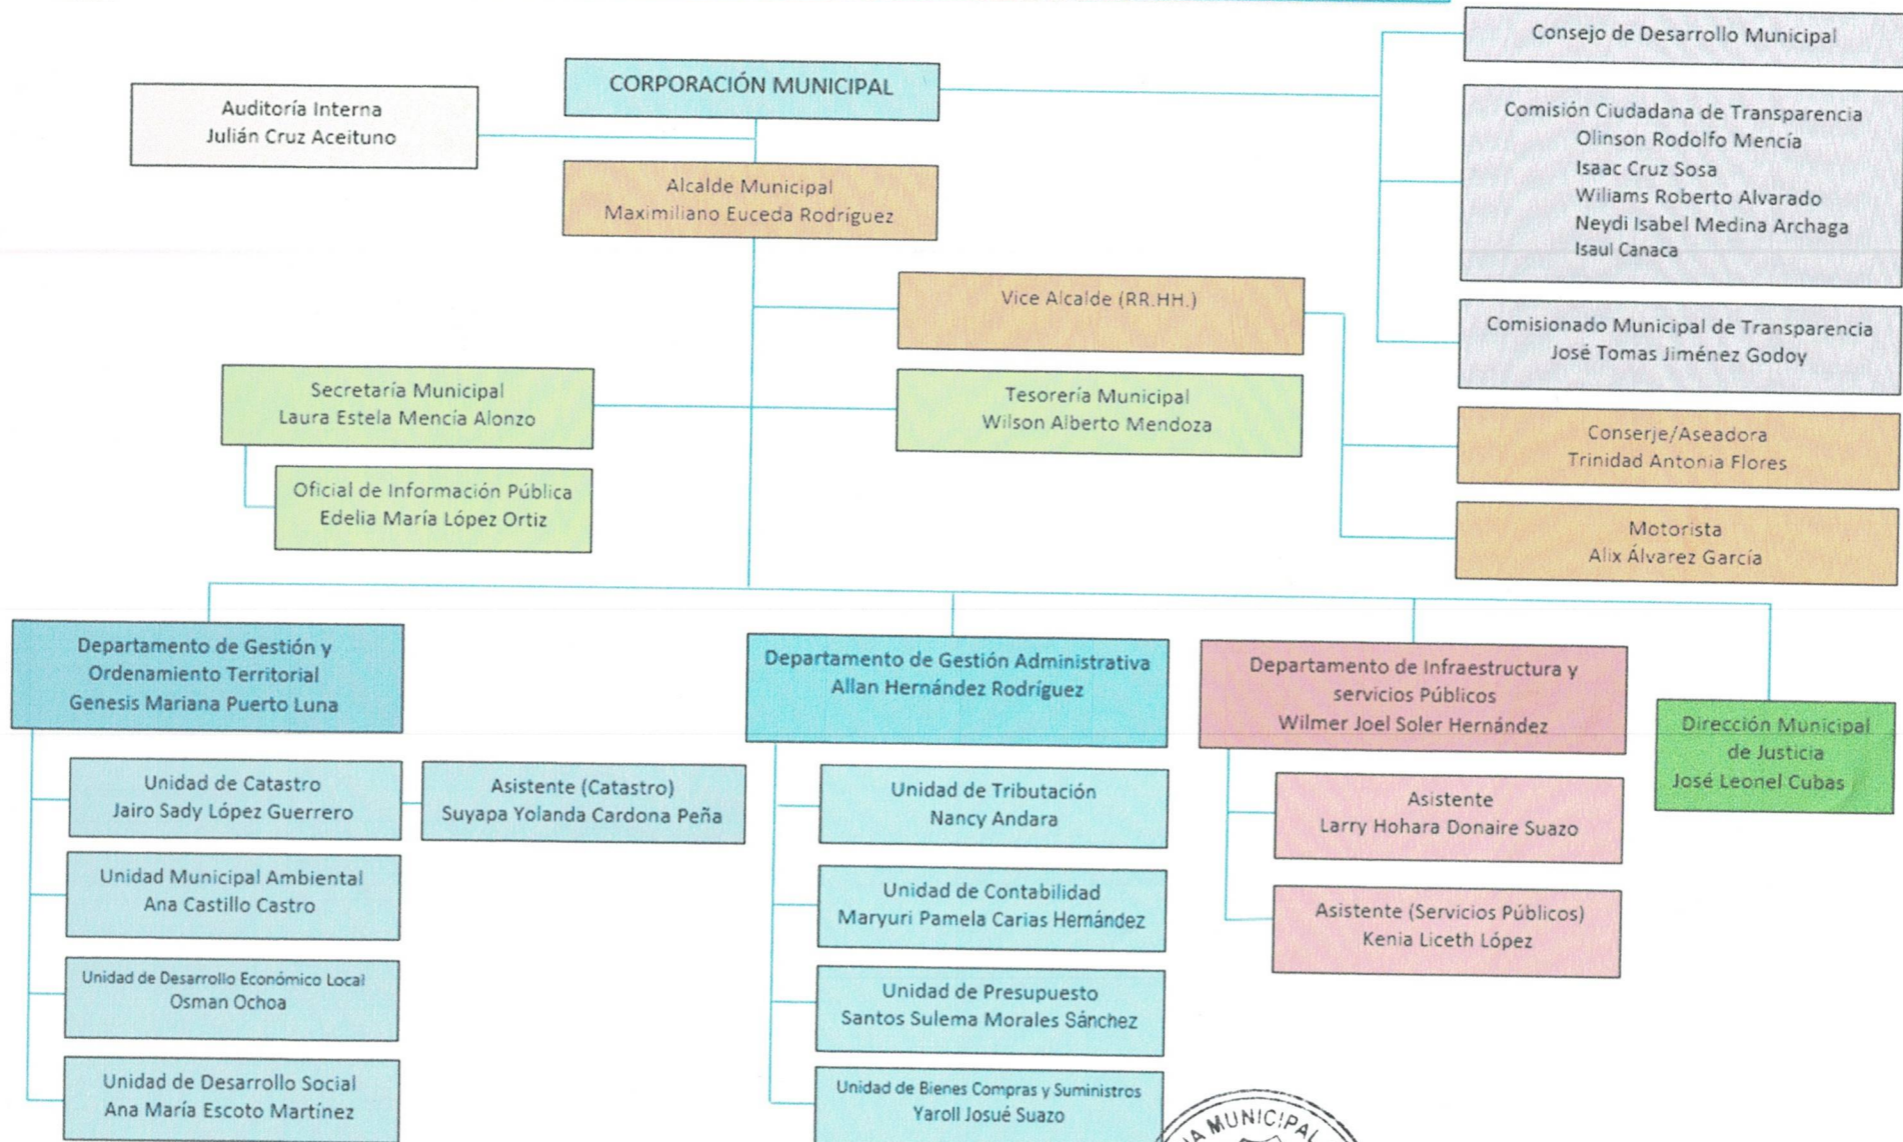 CORPORACIÓN MUNICIPAL
Auditoría Interna
Julián Cruz Aceituno
Alcalde Municipal
Maximiliano Euceda Rodríguez
Consejo de Desarrollo Municipal
Comisión Ciudadana de Transparencia
Olinson Rodolfo Mencía
Isaac Cruz Sosa
Wiliams Roberto Alvarado
Neydi Isabel Medina Archaga
Isaul Canaca
Comisionado Municipal de Transparencia
José Tomas Jiménez Godoy
Vice Alcalde (RR.HH.)
Secretaría Municipal
Laura Estela Mencía Alonzo
Tesorería Municipal
Wilson Alberto Mendoza
Conserje/Aseadora
Trinidad Antonia Flores
Oficial de Información Pública
Edelia María López Ortiz
Motorista
Alix Álvarez García
Departamento de Gestión y
Ordenamiento Territorial
Genesis Mariana Puerto Luna
Unidad de Catastro
Jairo Sady López Guerrero
Asistente (Catastro)
Suyapa Yolanda Cardona Peña
Unidad Municipal Ambiental
Ana Castillo Castro
Unidad de Desarrollo Económico Local
Osman Ochoa
Unidad de Desarrollo Social
Ana María Escoto Martínez
Departamento de Gestión Administrativa
Allan Hernández Rodríguez
Unidad de Tributación
Nancy Andara
Unidad de Contabilidad
Maryuri Pamela Carias Hernández
Unidad de Presupuesto
Santos Sulema Morales Sánchez
Unidad de Bienes Compras y Suministros
Yaroll Josué Suazo
Departamento de Infraestructura y
servicios Públicos
Wilmer Joel Soler Hernández
Asistente
Larry Hohara Donaire Suazo
Asistente (Servicios Públicos)
Kenia Liceth López
Dirección Municipal
de Justicia
José Leonel Cubas
MUNICIPAL